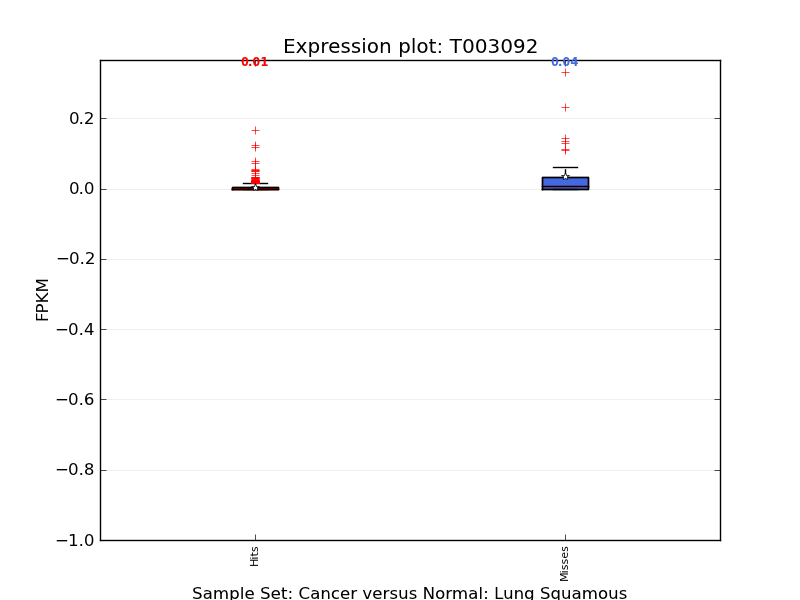 Expression plot: T003092
0.01
0.04
0.2
0.0
−0.2
−0.4
−0.6
−0.8
−1.0
FPKM
Hits
Misses
Sample Set: Cancer versus Normal: Lung Squamous